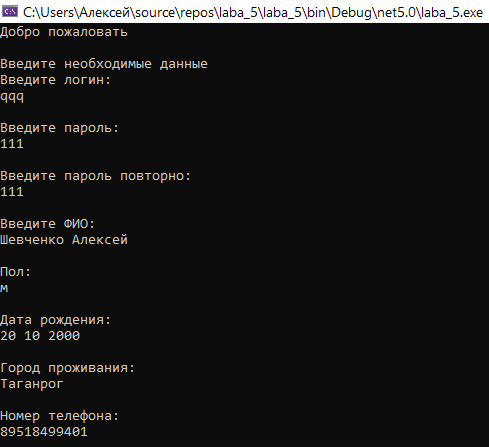 C:\Users\Алексей\source\repos\laba_5\laba_5\bin\Debug\net5.0\laba_5.exe
Добро пожаловать
Введите необходимые данные
Введите логин:
qqq
Введите пароль:
111
Введите пароль повторно:
111
Введите ФИО:
Шевченко Алексей
Пол:
м
Дата рождения:
20 10 2000
Город проживания:
Таганрог
Номер телефона:
89518499401